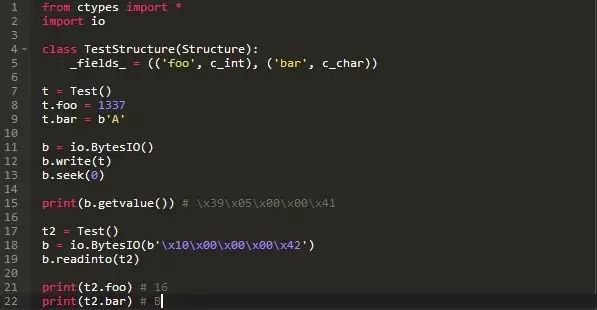 1 from ctypes import *
2 import io
3
4 class TestStructure(Structure):
5     _fields_ = (('foo', c_int), ('bar', c_char))
6
7 t = Test()
8 t.foo = 1337
9 t.bar = b'A'
10
11 b = io.BytesIO()
12 b.write(t)
13 b.seek(0)
14
15 print(b.getvalue()) # \x39\x05\x00\x00\x41
16
17 t2 = Test()
18 b = io.BytesIO(b'\x10\x00\x00\x00\x42')
19 b.readinto(t2)
20
21 print(t2.foo) # 16
22 print(t2.bar) # B